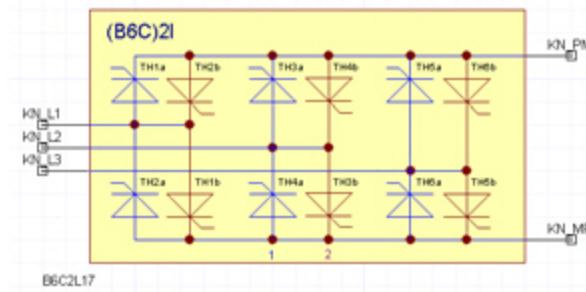 (B6C)2I
KN_PM
TH1a TH2b TH3a TH4b TH5a TH6b
KN_L1
KN_L2
KN_L3
TH2a TH1b TH4a TH3b TH6a TH5b
KN_MP
1 2
B6C2L17